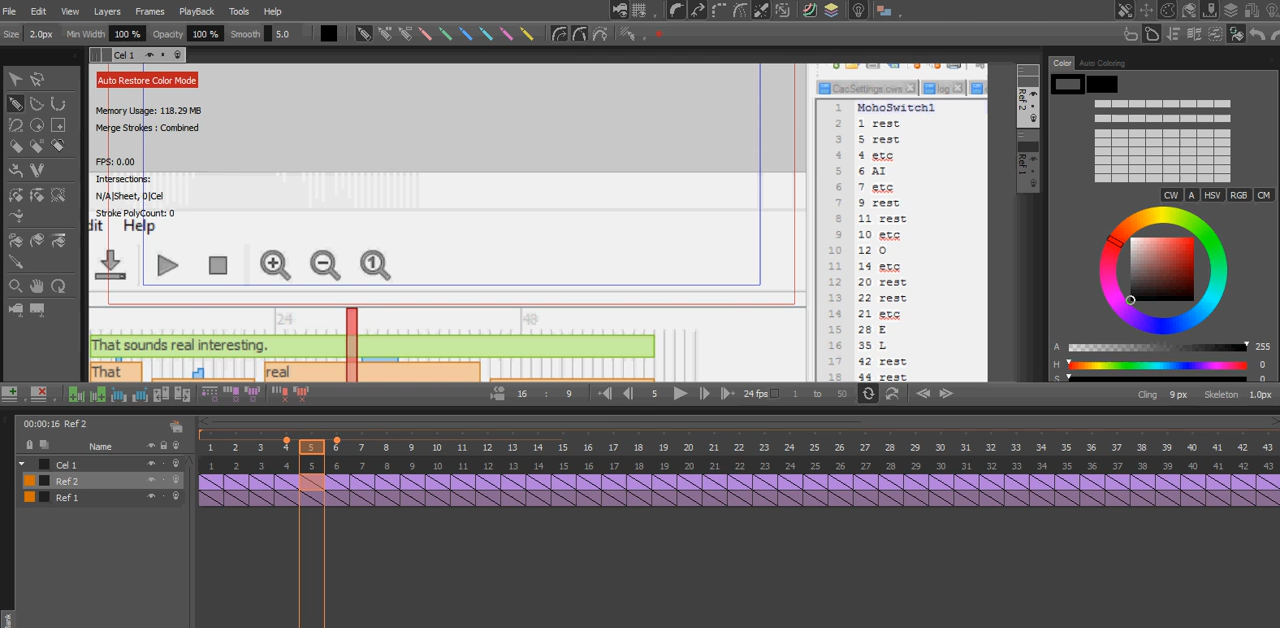 File Edit View Layers Frames PlayBack Tools Help
Size 2.0px Min Width 100 % Opacity 100 % Smooth 5.0
Cel 1
Auto Restore Color Mode
Memory Usage: 118.29 MB
Merge Strokes : Combined
FPS: 0.00
Intersections:
N/A|Sheet, 0|Cel
Stroke PolyCount: 0
dit Help
24 48
That sounds real interesting.
That real
CacSettings.cws log
1 MohoSwitch1
2 1 rest
3 5 rest
4 4 etc
5 6 AI
6 7 etc
7 9 rest
8 11 rest
9 10 etc
10 12 O
11 14 etc
12 20 rest
13 22 rest
14 21 etc
15 28 E
16 35 L
17 42 rest
18 44 rest
Ref 2
Ref 1
Color Auto Coloring
CW A HSV RGB CM
A 255
H 0
S 0
16 : 9 5 24 fps 1 to 50 Cling 9 px Skeleton 1.0px
00:00:16 Ref 2
Name
1 2 3 4 5 6 7 8 9 10 11 12 13 14 15 16 17 18 19 20 21 22 23 24 25 26 27 28 29 30 31 32 33 34 35 36 37 38 39 40 41 42 43
Cel 1 1 2 3 4 5 6 7 8 9 10 11 12 13 14 15 16 17 18 19 20 21 22 23 24 25 26 27 28 29 30 31 32 33 34 35 36 37 38 39 40 41 42 43
Ref 2
Ref 1